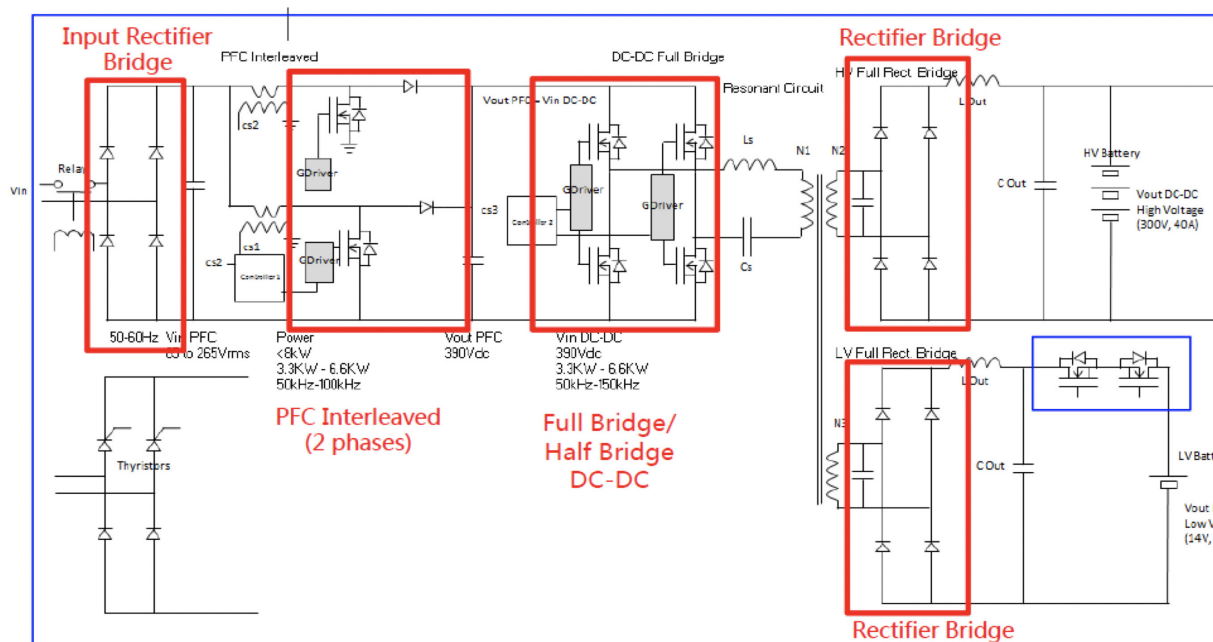 Input Rectifier
Bridge
PFC Interleaved
DC-DC Full Bridge
Rectifier Bridge
HV Full Rect. Bridge
Resonant Circuit
L Out
Vout PFC - Vin DC-DC
cs2
Relay
Vin
GDriver
GDriver
GDriver
Ls
N1
N2
HV Battery
C Out
Vout DC-DC
High Voltage
(300V, 40A)
cs3
Controller 2
cs1
cs2
Controller 1
GDriver
Cs
50-60Hz
Vin PFC
to 265Vrms
Power
<8kW
3.3KW - 6.6KW
50kHz-100kHz
Vout PFC
390Vdc
Vin DC-DC
390Vdc
3.3KW - 6.6KW
50kHz-150kHz
LV Full Rect. Bridge
L Out
PFC Interleaved
(2 phases)
Full Bridge/
Half Bridge
DC-DC
N3
Thyristors
C Out
LV Batt
Vout
Low V
(14V,
Rectifier Bridge